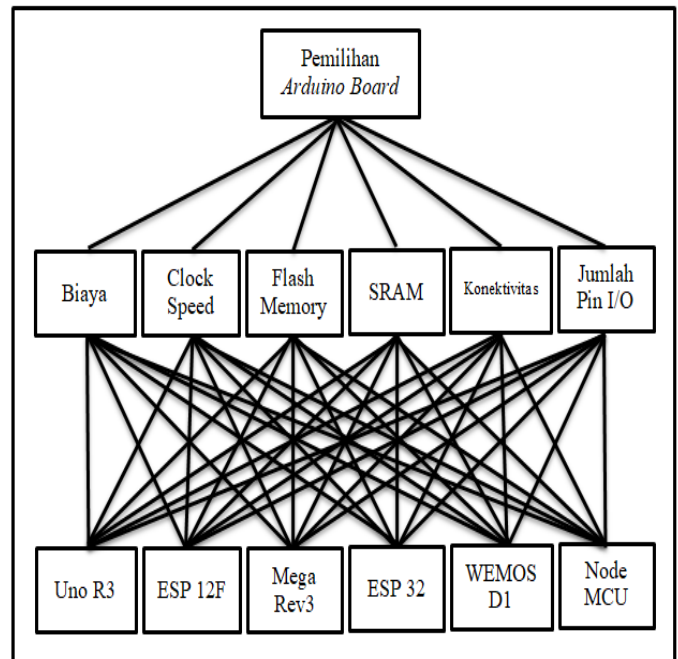 Pemilihan
Arduino Board
Biaya
Clock
Speed
Flash
Memory
SRAM
Konektivitas
Jumlah
Pin I/O
Uno R3
ESP 12F
Mega
Rev3
ESP 32
WEMOS
D1
Node
MCU